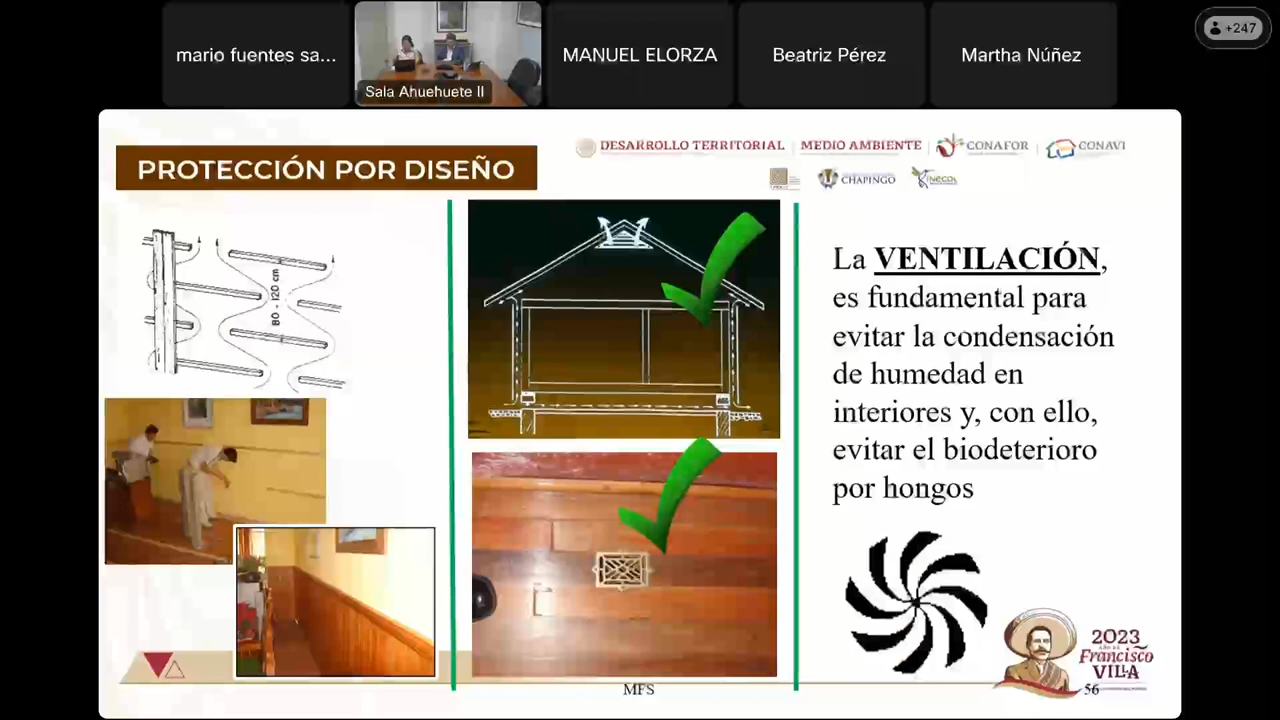 mario fuentes sa...
Sala Ahuehuete II
MANUEL ELORZA
Beatriz Pérez
Martha Núñez
+247
PROTECCIÓN POR DISEÑO
DESARROLLO TERRITORIAL
MEDIO AMBIENTE
CONAFOR
CONAVI
CHAPINGO
INECOL
80 - 120 cm
La VENTILACIÓN,
es fundamental para
evitar la condensación
de humedad en
interiores y, con ello,
evitar el biodeterioro
por hongos
2023
Francisco
VILLA
MFS
56